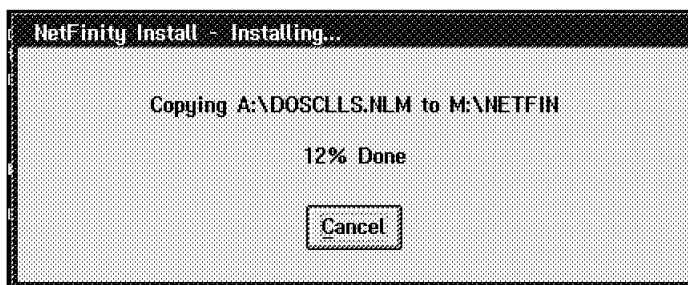 NetFinity Install - Installing...
Copying A:\DOSCLLS.NLM to M:\NETFIN
12% Done
Cancel